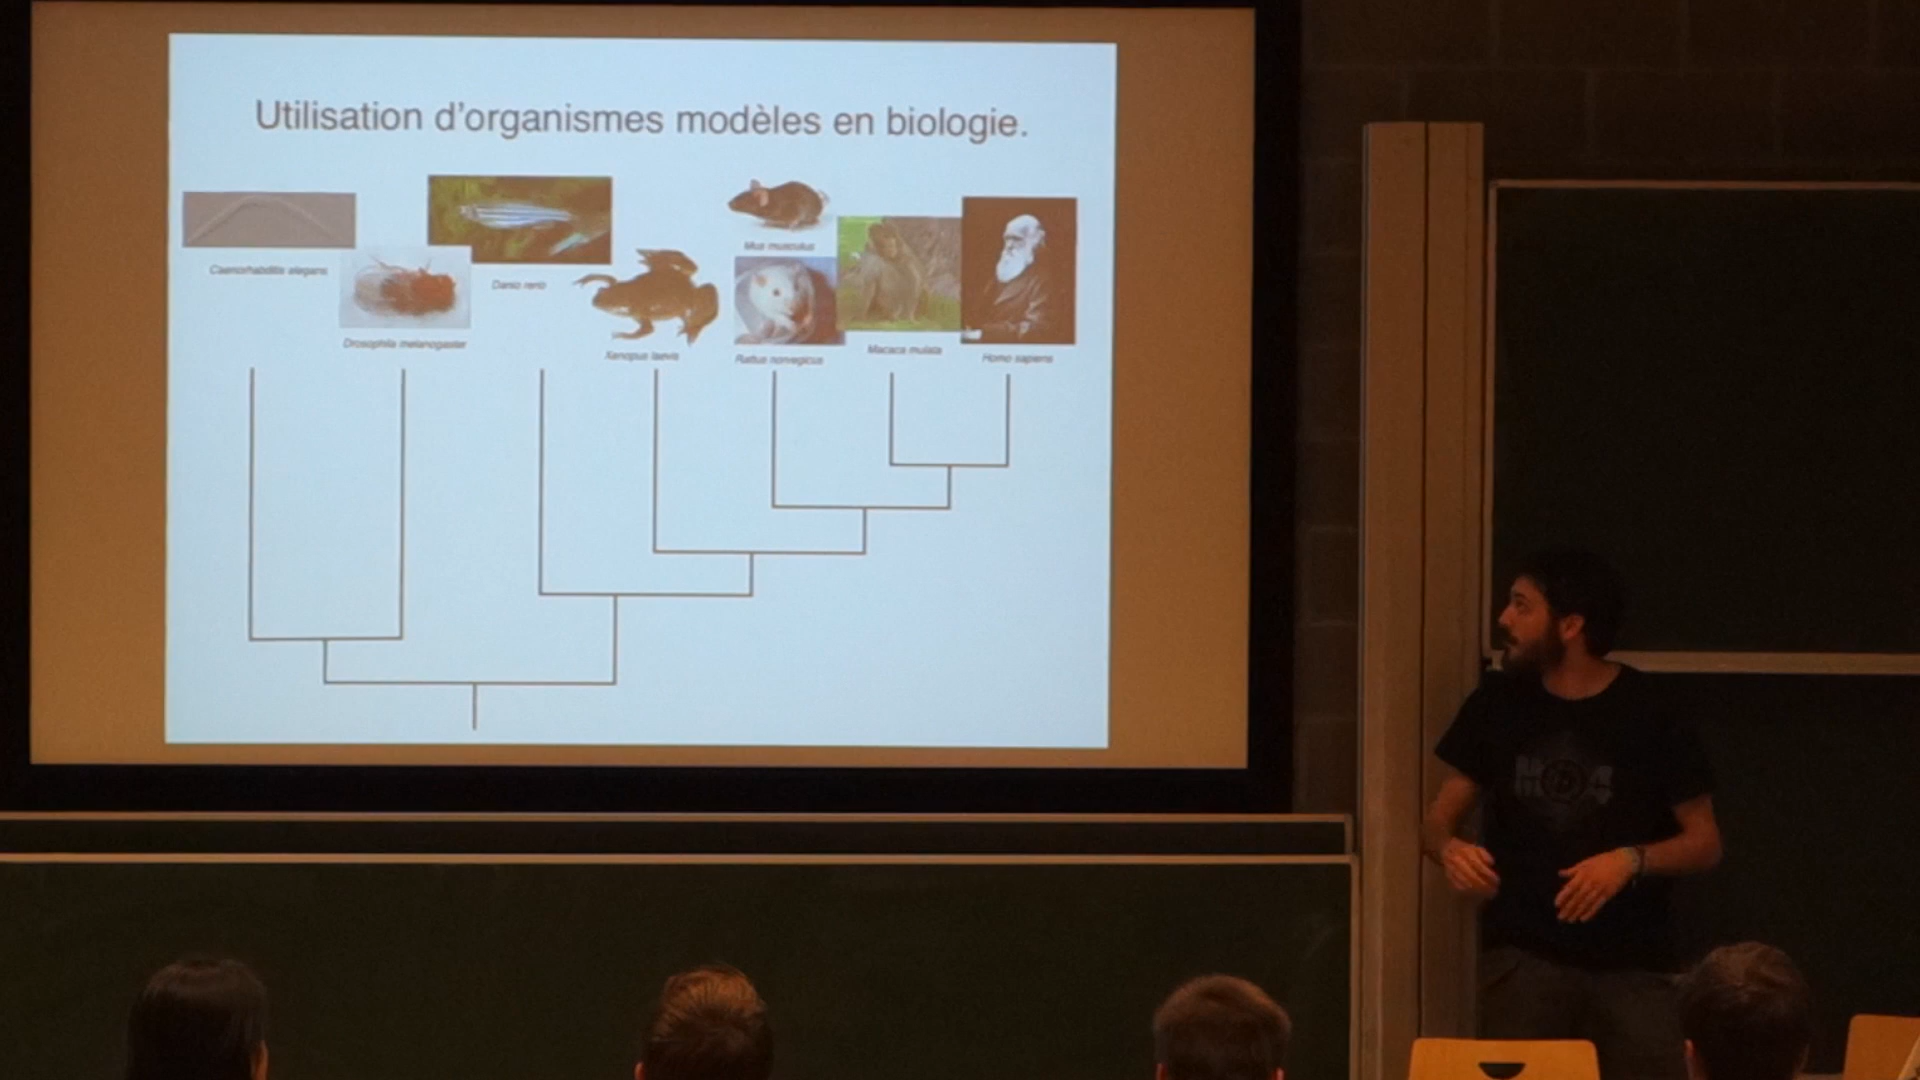 Utilisation d'organismes modèles en biologie.
Mus musculus
Caenorhabditis elegans
Danio rerio
Drosophila melanogaster
Xenopus laevis
Rattus norvegicus
Macaca mulata
Homo sapiens